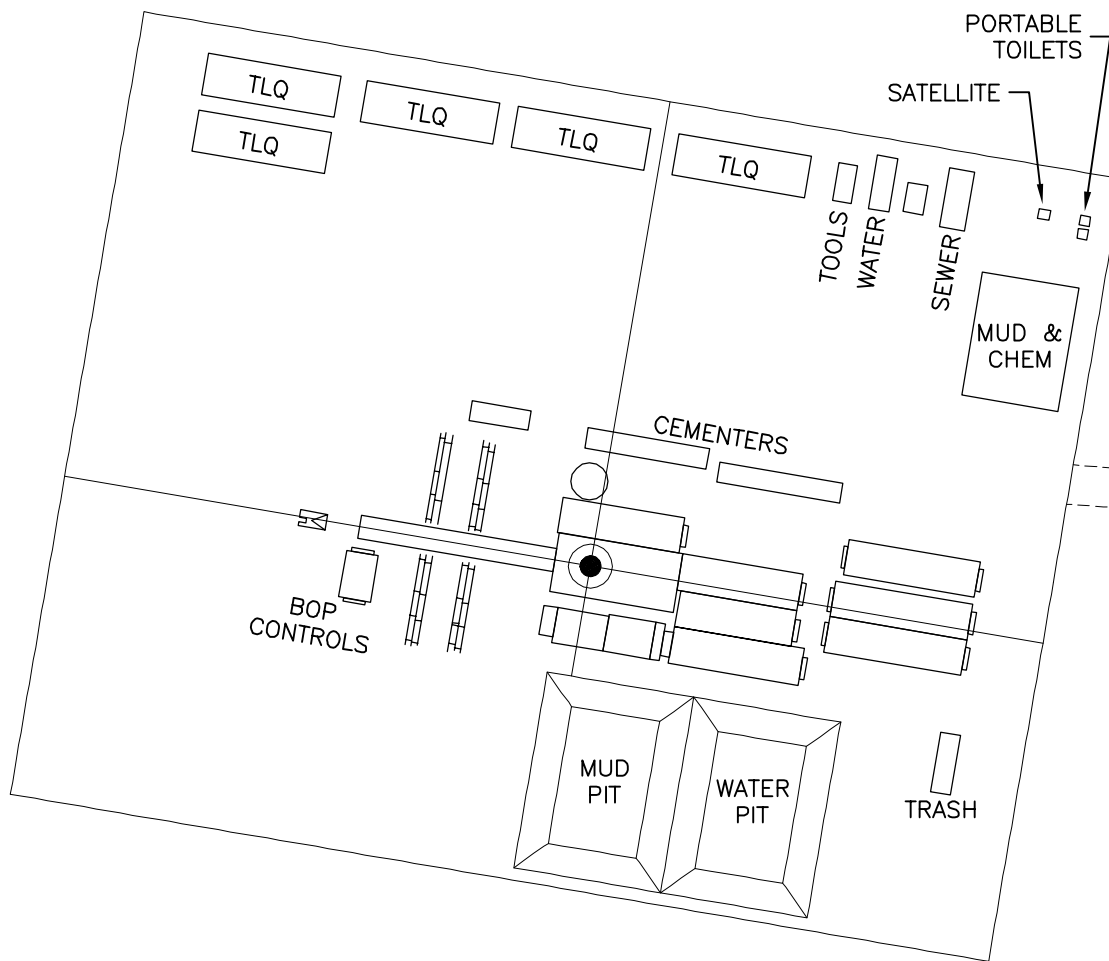 PORTABLE
TOILETS
SATELLITE
TLQ
TLQ
TLQ
TLQ
TLQ
TOOLS
WATER
SEWER
MUD &
CHEM
CEMENTERS
BOP
CONTROLS
MUD
PIT
WATER
PIT
TRASH